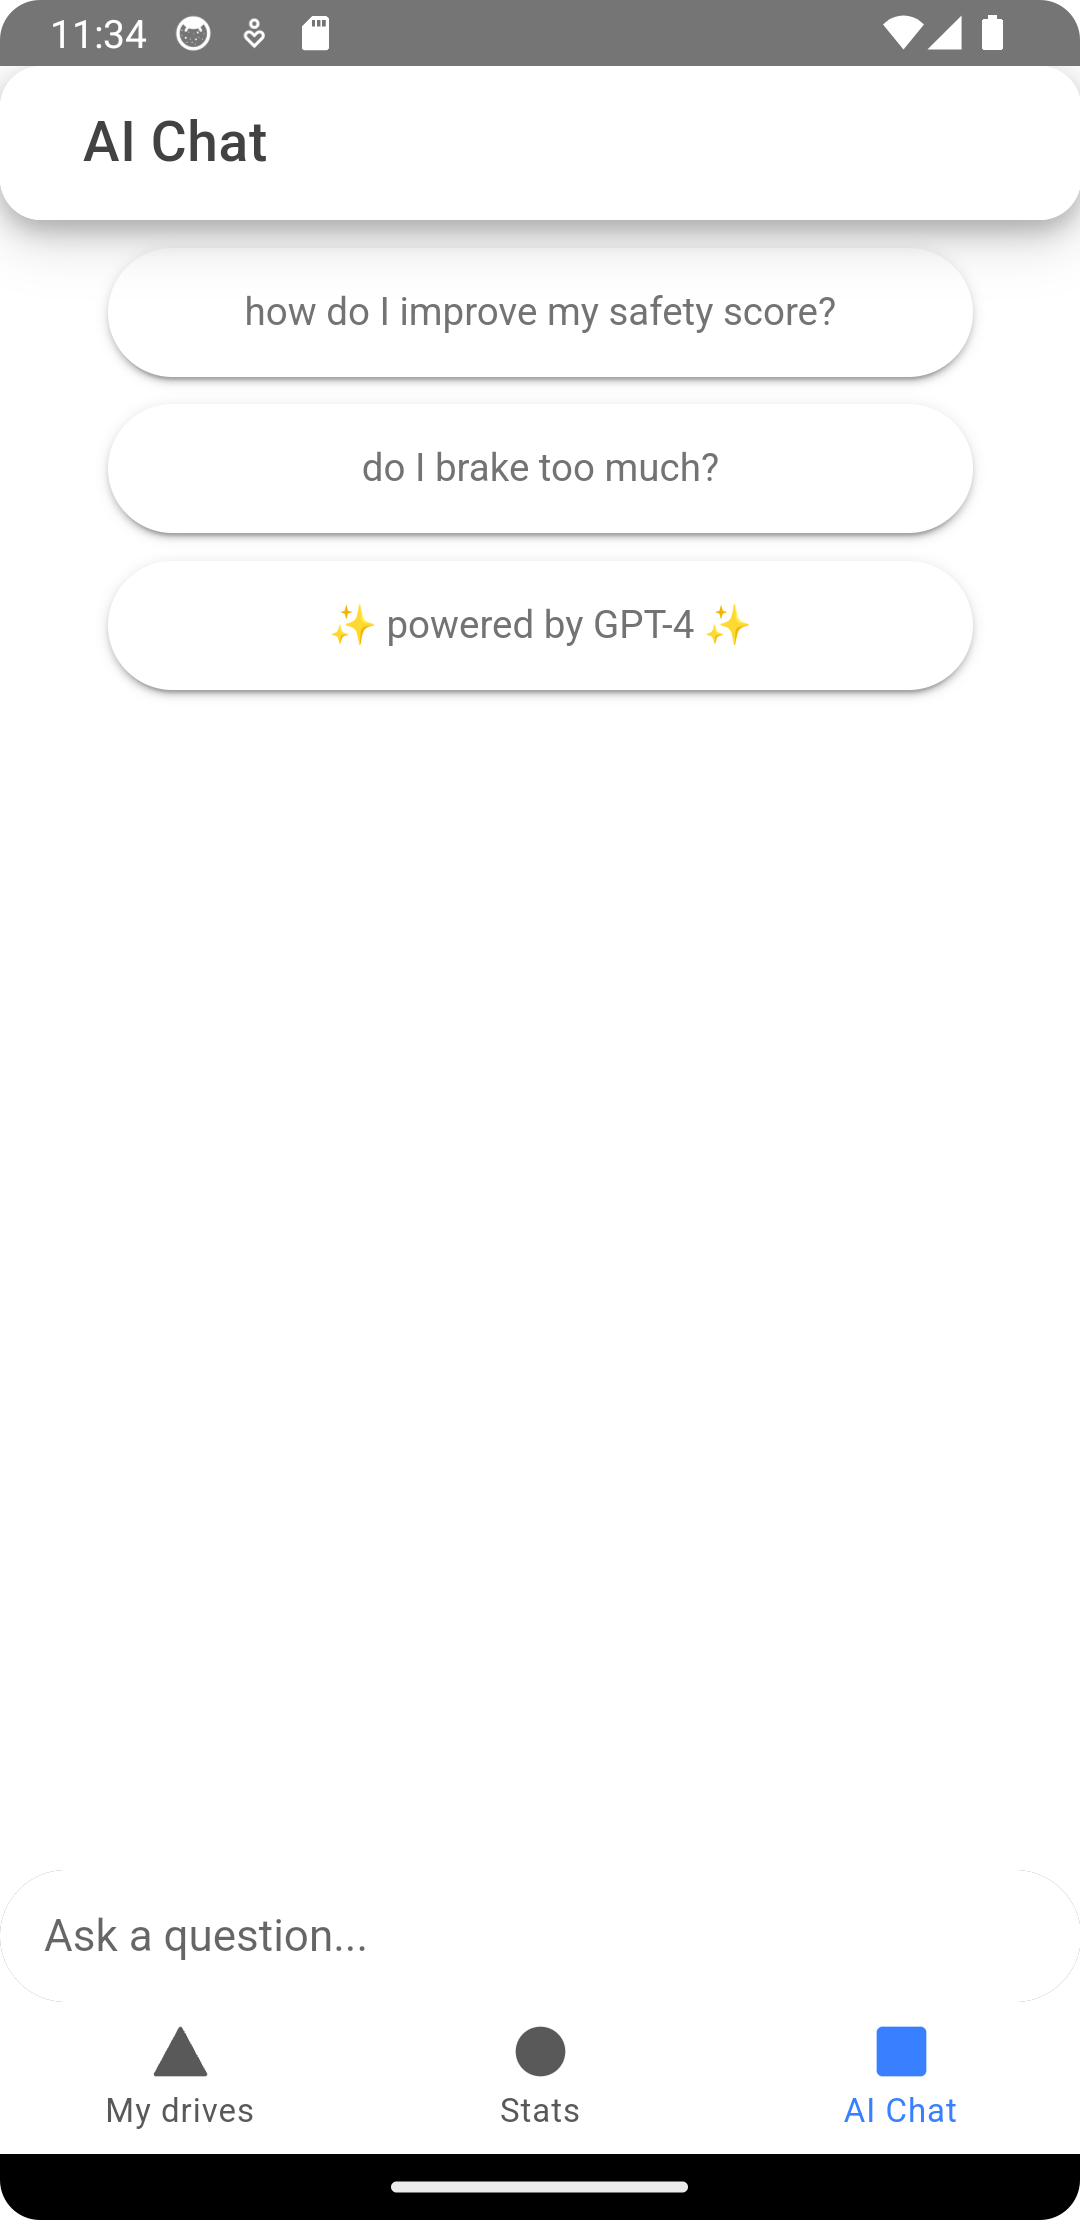 11:34
AI Chat
how do I improve my safety score?
do I brake too much?
✨ powered by GPT-4 ✨
Ask a question...
My drives
Stats
AI Chat